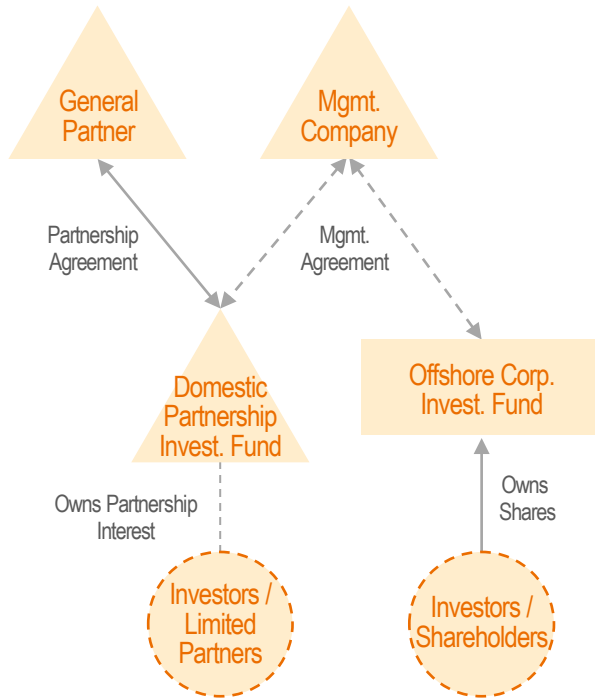 General
Partner
Mgmt.
Company
Partnership
Agreement
Mgmt.
Agreement
Domestic
Partnership
Invest. Fund
Offshore Corp.
Invest. Fund
Owns Partnership
Interest
Owns
Shares
Investors /
Limited
Partners
Investors /
Shareholders